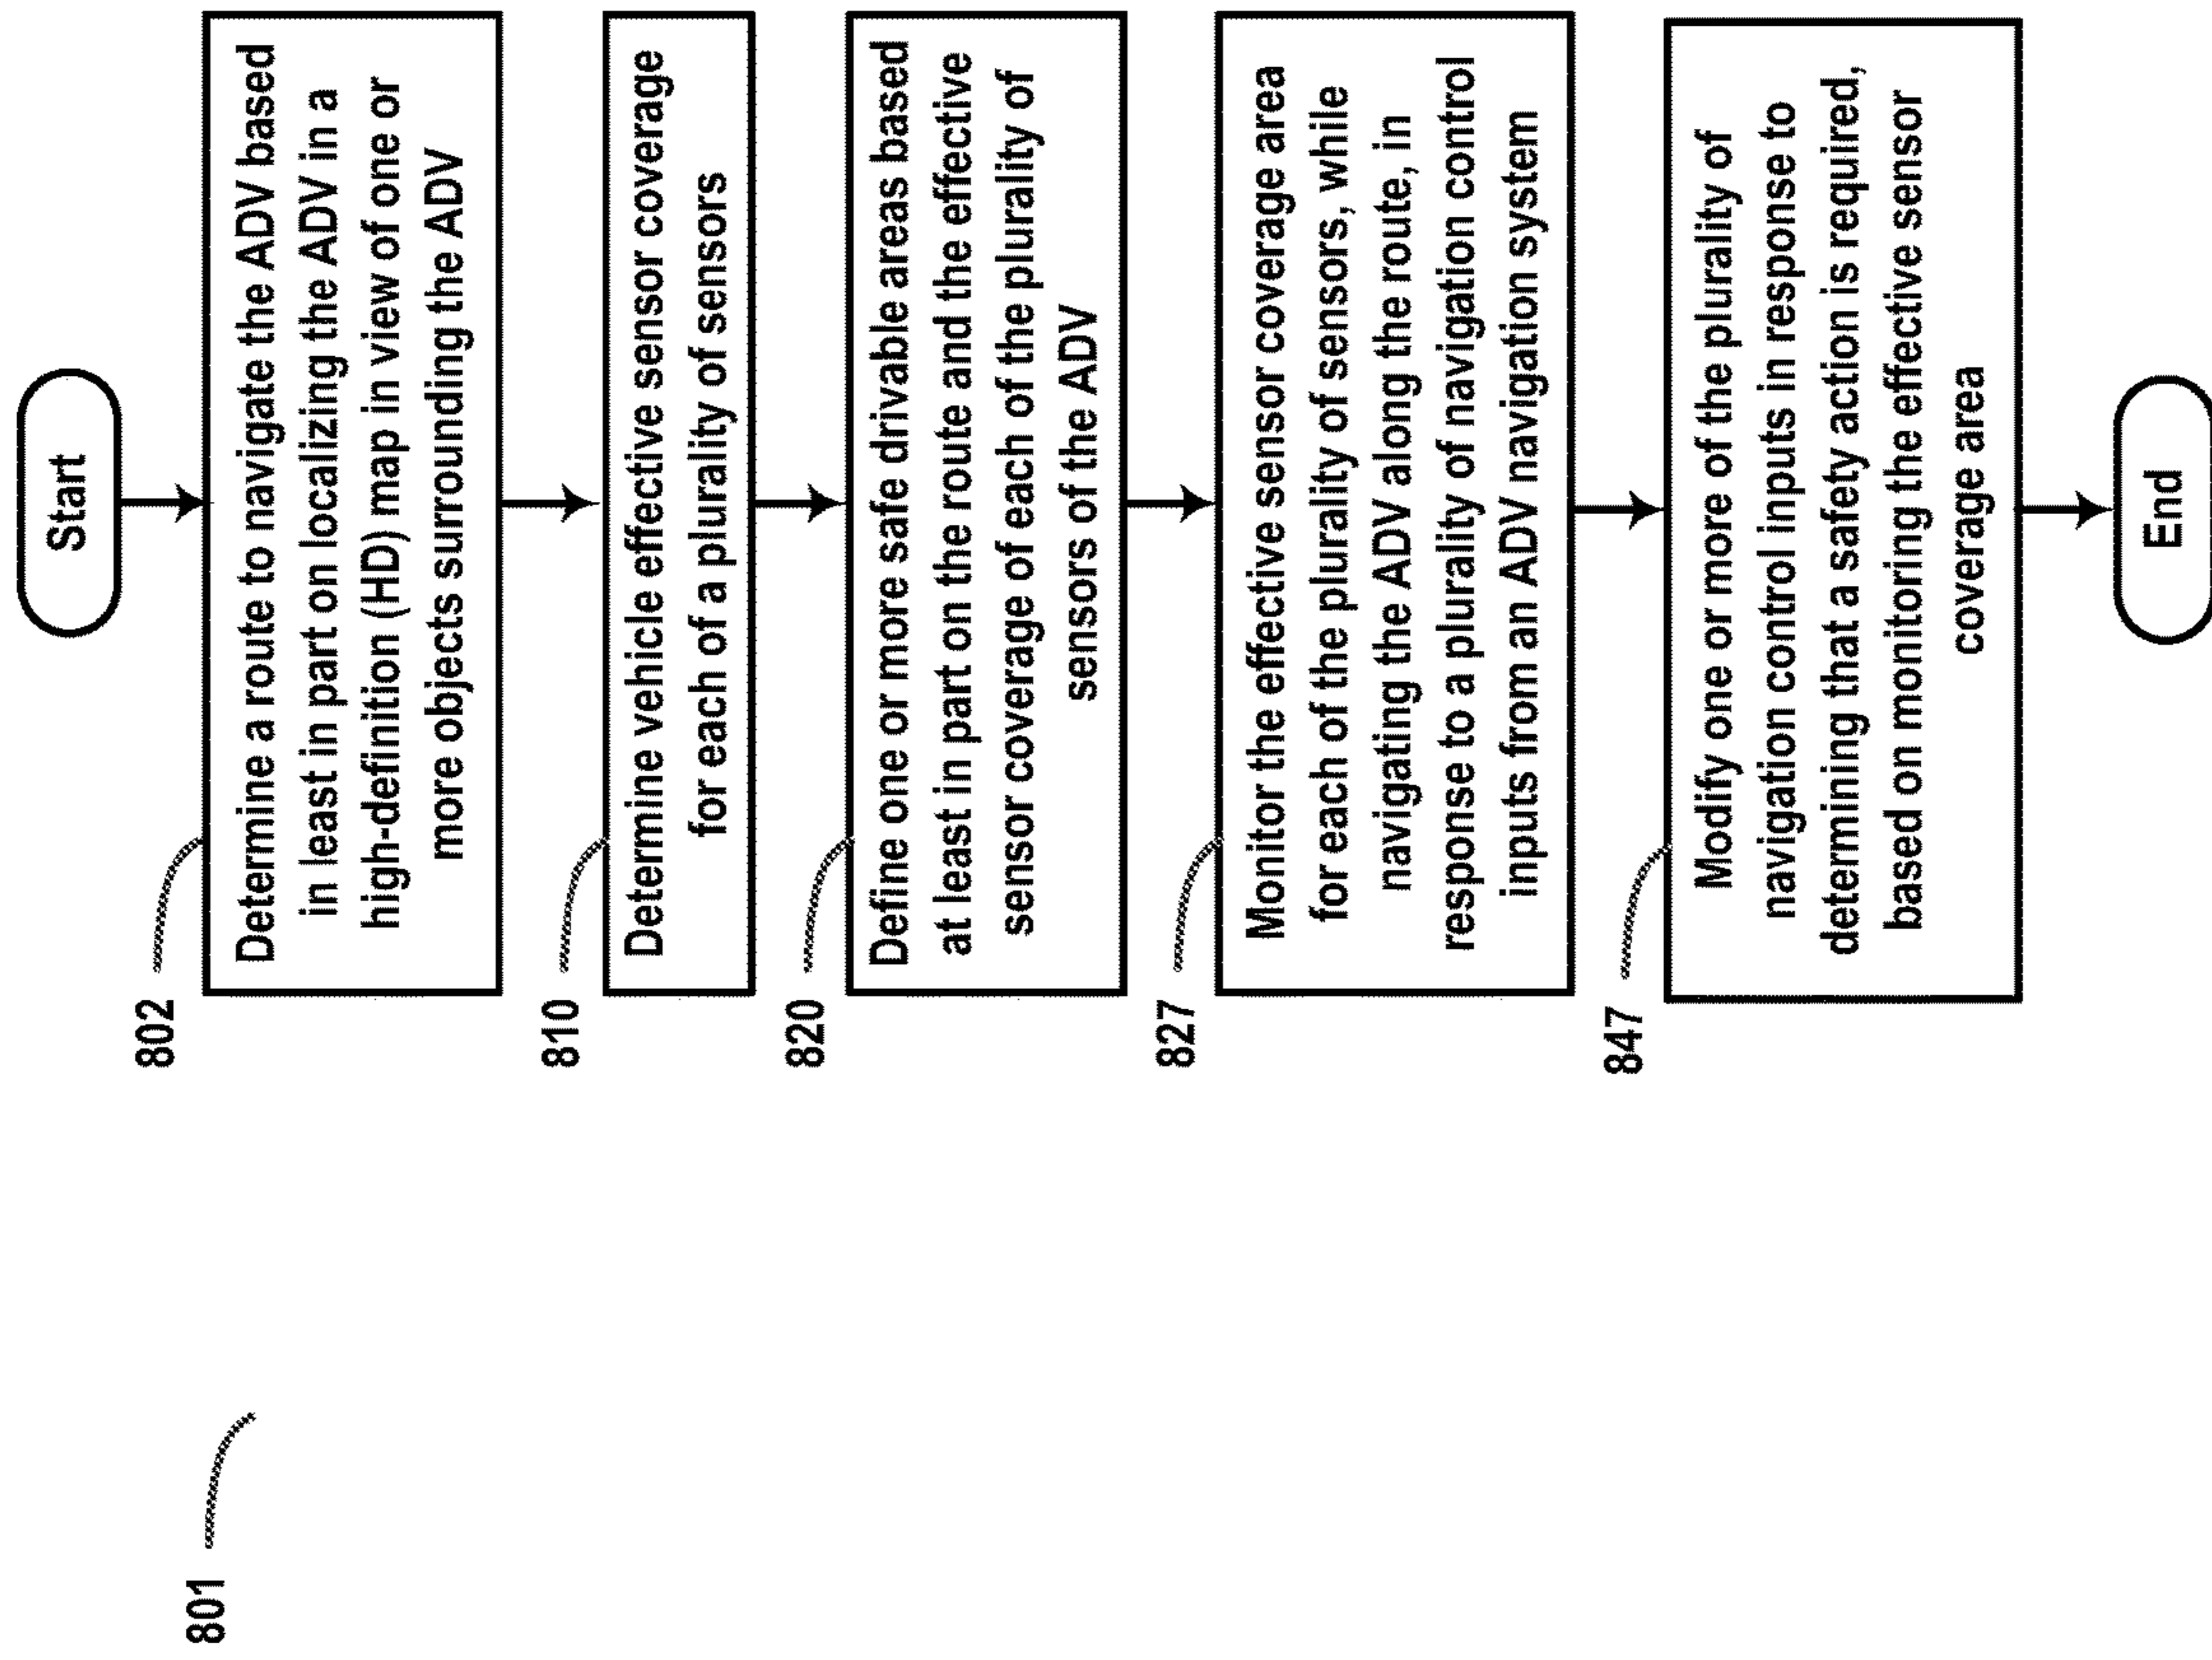 801
Start
802
Determine a route to navigate the ADV based
in least in part on localizing the ADV in a
high-definition (HD) map in view of one or
more objects surrounding the ADV
810
Determine vehicle effective sensor coverage
for each of a plurality of sensors
820
Define one or more safe drivable areas based
at least in part on the route and the effective
sensor coverage of each of the plurality of
sensors of the ADV
827
Monitor the effective sensor coverage area
for each of the plurality of sensors, while
navigating the ADV along the route, in
response to a plurality of navigation control
inputs from an ADV navigation system
847
Modify one or more of the plurality of
navigation control inputs in response to
determining that a safety action is required,
based on monitoring the effective sensor
coverage area
End